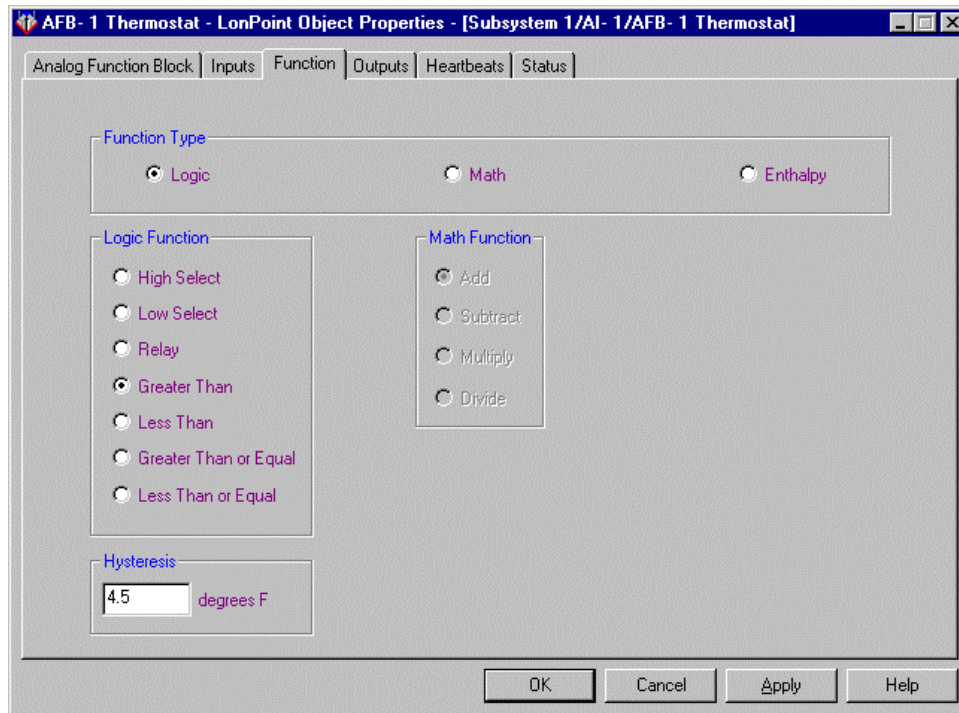 AFB- 1 Thermostat - LonPoint Object Properties - [Subsystem 1/AI- 1/AFB- 1 Thermostat]
Analog Function Block Inputs Function Outputs Heartbeats Status
Function Type
Logic Math Enthalpy
Logic Function
High Select
Low Select
Relay
Greater Than
Less Than
Greater Than or Equal
Less Than or Equal
Math Function
Add
Subtract
Multiply
Divide
Hysteresis
4.5 degrees F
OK Cancel Apply Help